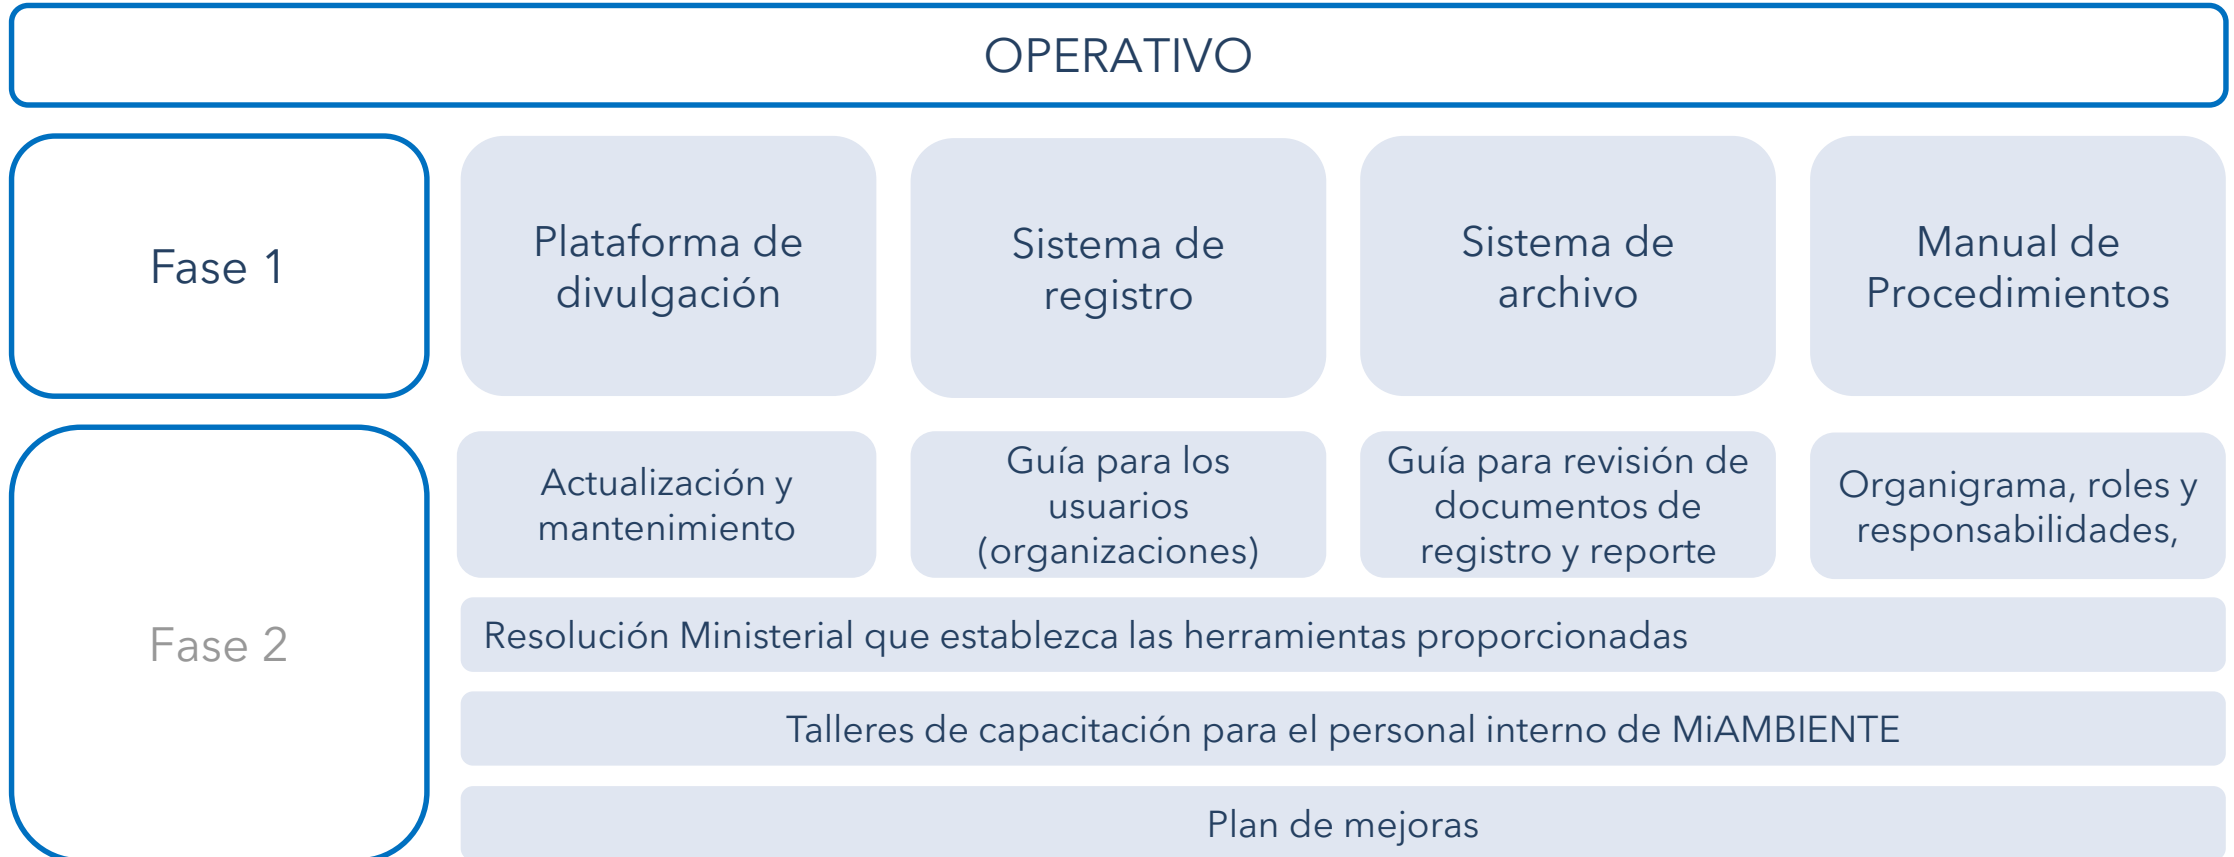 OPERATIVO
Fase 1
Plataforma de
divulgación
Sistema de
registro
Sistema de
archivo
Manual de
Procedimientos
Fase 2
Actualización y
mantenimiento
Guía para los
usuarios
(organizaciones)
Guía para revisión de
documentos de
registro y reporte
Organigrama, roles y
responsabilidades,
Resolución Ministerial que establezca las herramientas proporcionadas
Talleres de capacitación para el personal interno de MiAMBIENTE
Plan de mejoras